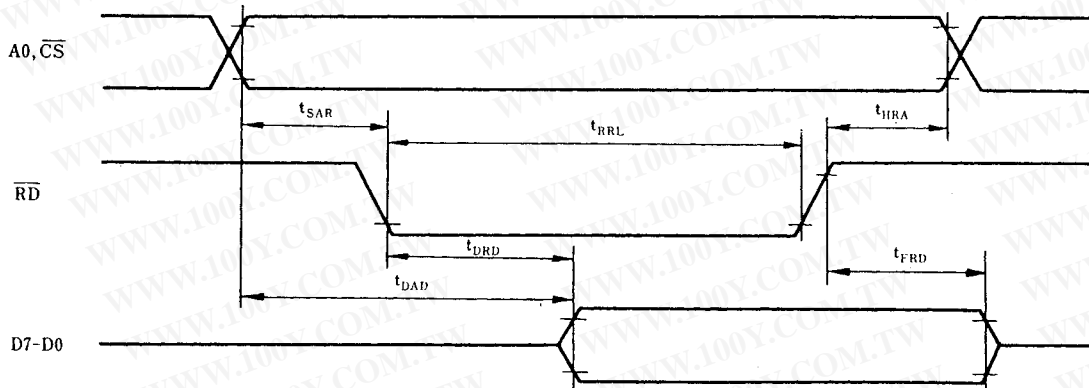 A0, CS
tSAR
tRRL
tHRA
RD
tDRD
tDAD
tFRD
D7-D0
WWW.100Y.COM.TW